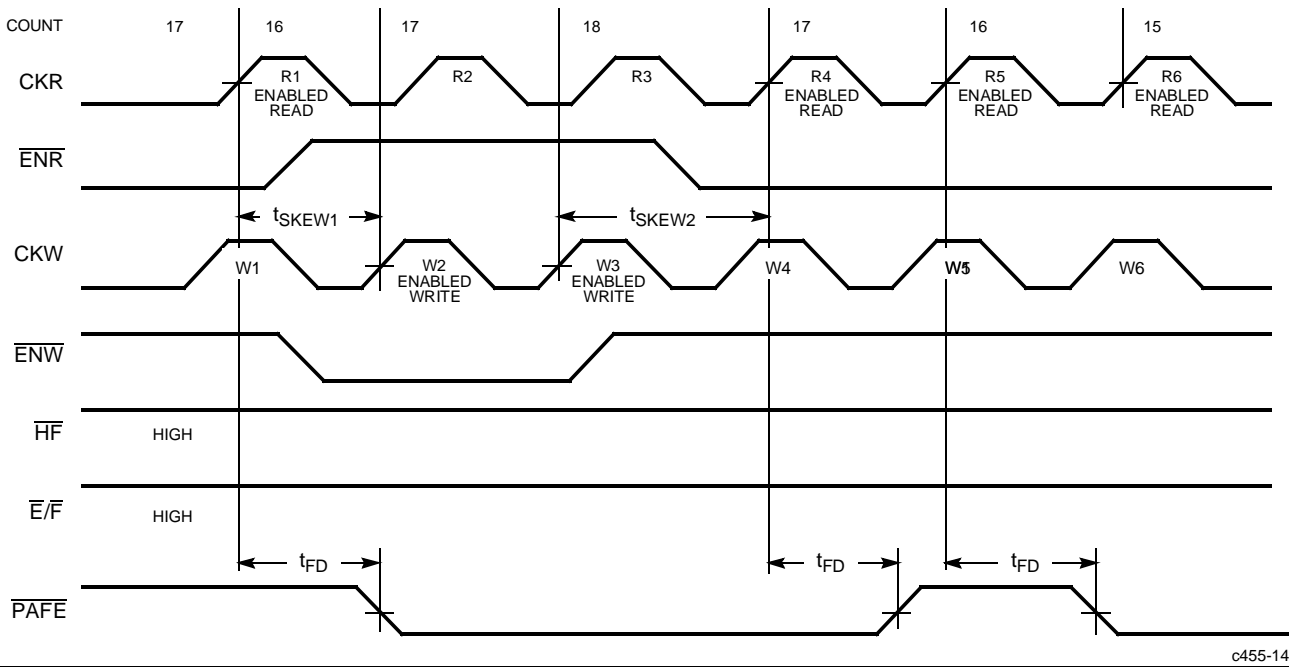 COUNT 17 16 17 18 17 16 15
CKR
R1 ENABLED READ
R2
R3
R4 ENABLED READ
R5 ENABLED READ
R6 ENABLED READ
ENR
tSKEW1
tSKEW2
CKW
W1
W2 ENABLED WRITE
W3 ENABLED WRITE
W4
W6
ENW
HF
HIGH
E/F
HIGH
tFD
tFD
tFD
PAFE
c455-14